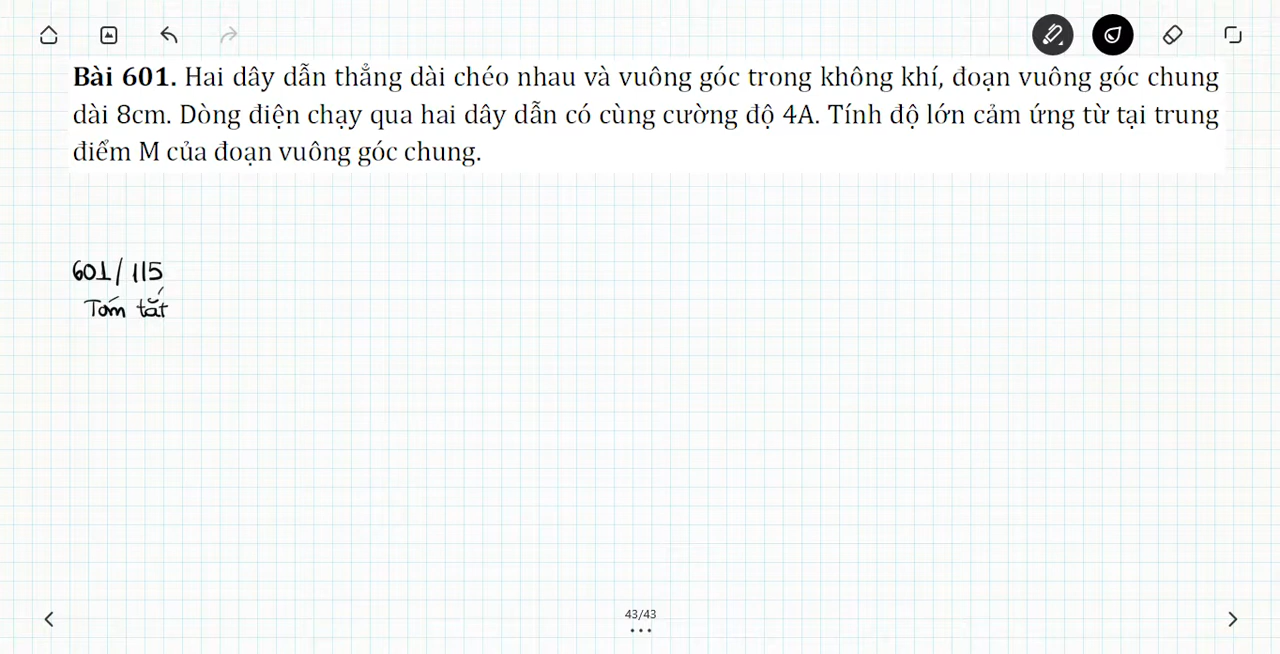 Bài 601. Hai dây dẫn thẳng dài chéo nhau và vuông góc trong không khí, đoạn vuông góc chung
dài 8cm. Dòng điện chạy qua hai dây dẫn có cùng cường độ 4A. Tính độ lớn cảm ứng từ tại trung
điểm M của đoạn vuông góc chung.
601/115
Tóm tắt
43/43